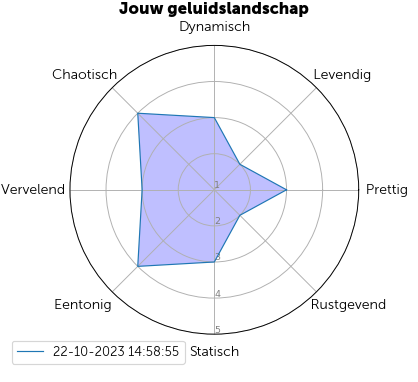 Jouw geluidslandschap
Dynamisch
Chaotisch
Levendig
Vervelend
1
Prettig
2
3
4
Eentonig
Rustgevend
5
22-10-2023 14:58:55
Statisch